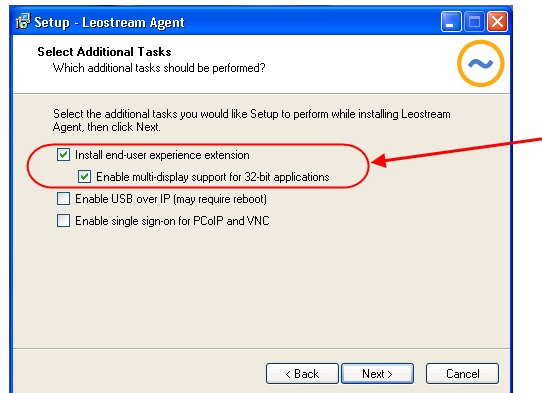 Setup - Leostream Agent
Select Additional Tasks
Which additional tasks should be performed?
Select the additional tasks you would like Setup to perform while installing Leostream
Agent, then click Next.
Install end-user experience extension
Enable multi-display support for 32-bit applications
Enable USB over IP (may require reboot)
Enable single sign-on for PCoIP and VNC
< Back
Next >
Cancel